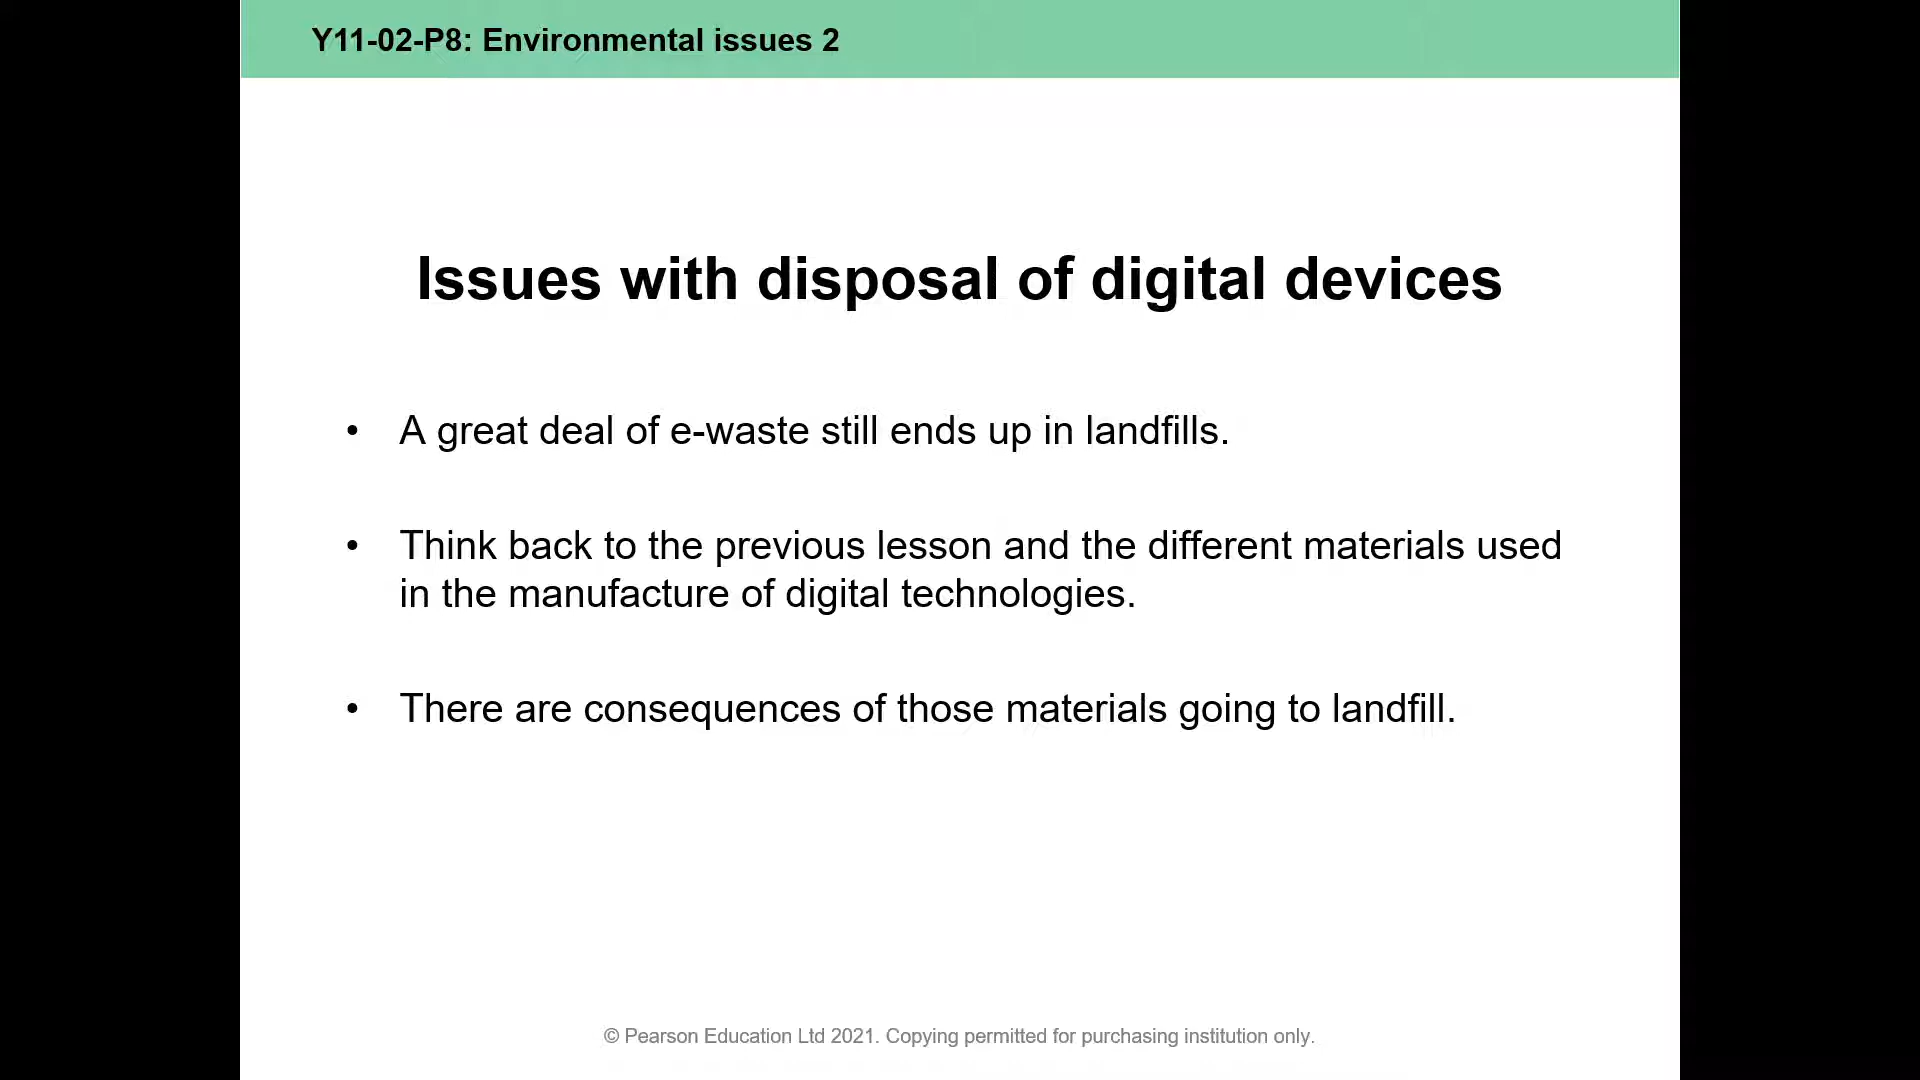 Y11-02-P8: Environmental issues 2
Issues with disposal of digital devices
• A great deal of e-waste still ends up in landfills.
• Think back to the previous lesson and the different materials used
in the manufacture of digital technologies.
• There are consequences of those materials going to landfill.
© Pearson Education Ltd 2021. Copying permitted for purchasing institution only.